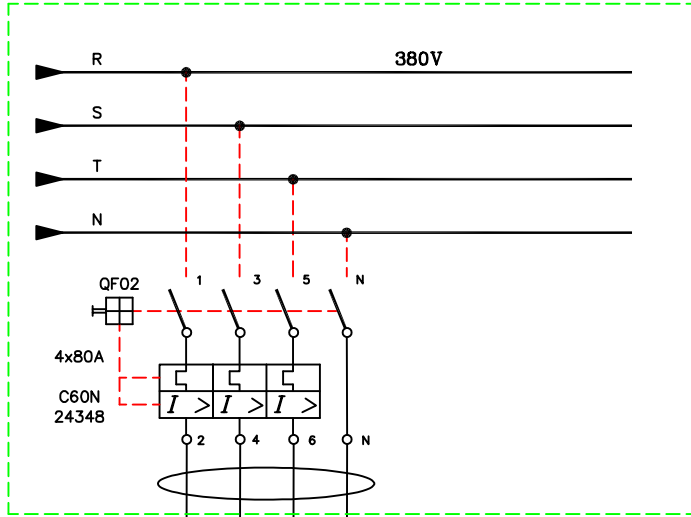 R 380V
S
T
N
1 3 5 N
QF02
4x80A
C60N
24348
I > I > I >
2 4 6 N